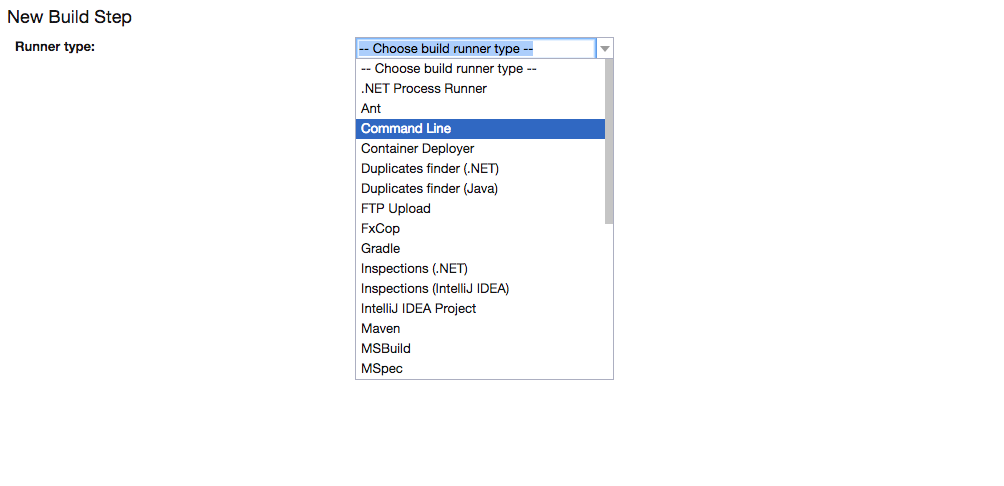 New Build Step
Runner type:
-- Choose build runner type --
-- Choose build runner type --
.NET Process Runner
Ant
Command Line
Container Deployer
Duplicates finder (.NET)
Duplicates finder (Java)
FTP Upload
FxCop
Gradle
Inspections (.NET)
Inspections (IntelliJ IDEA)
IntelliJ IDEA Project
Maven
MSBuild
MSpec